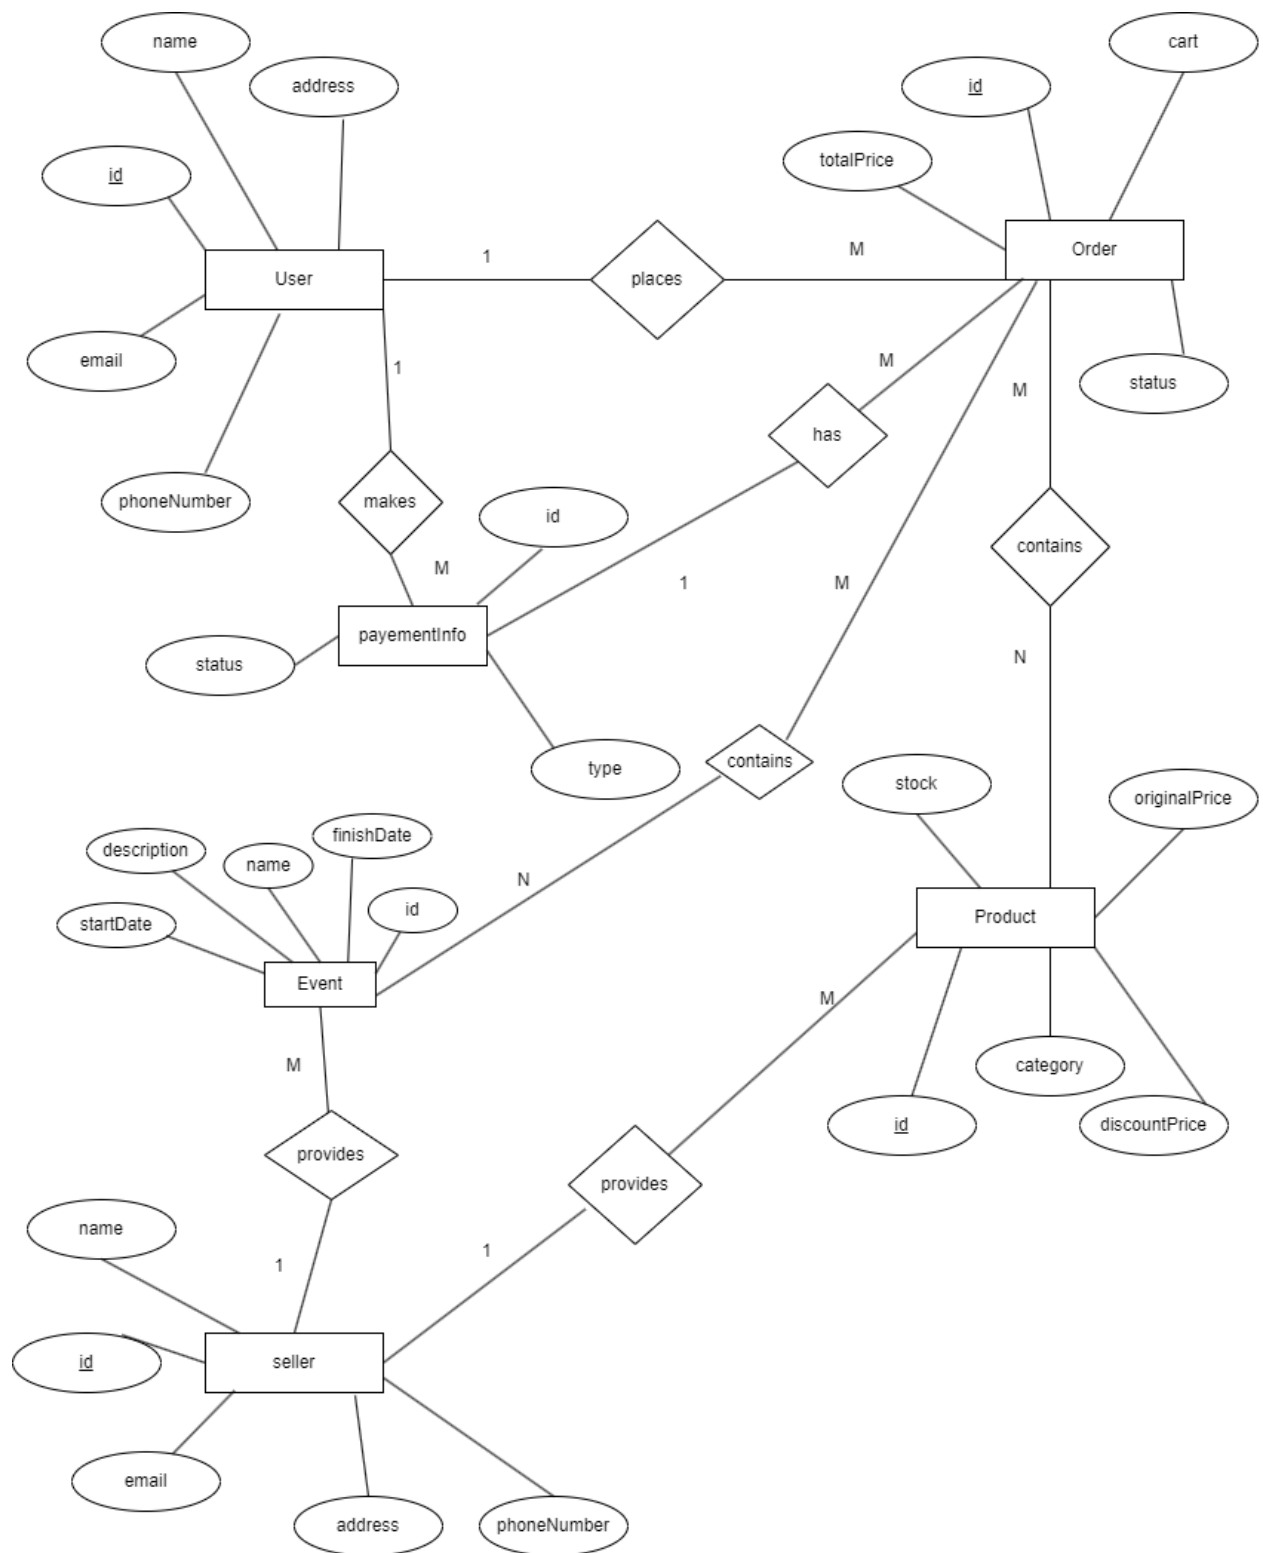 name
cart
address
id
totalPrice
id
Order
1
M
User
places
email
1
M
has
M
status
phoneNumber
makes
id
contains
M
1
M
payementInfo
status
N
type
contains
stock
originalPrice
description
name
finishDate
N
startDate
id
Event
Product
M
M
category
id
discountPrice
provides
provides
name
1
1
id
seller
email
address
phoneNumber